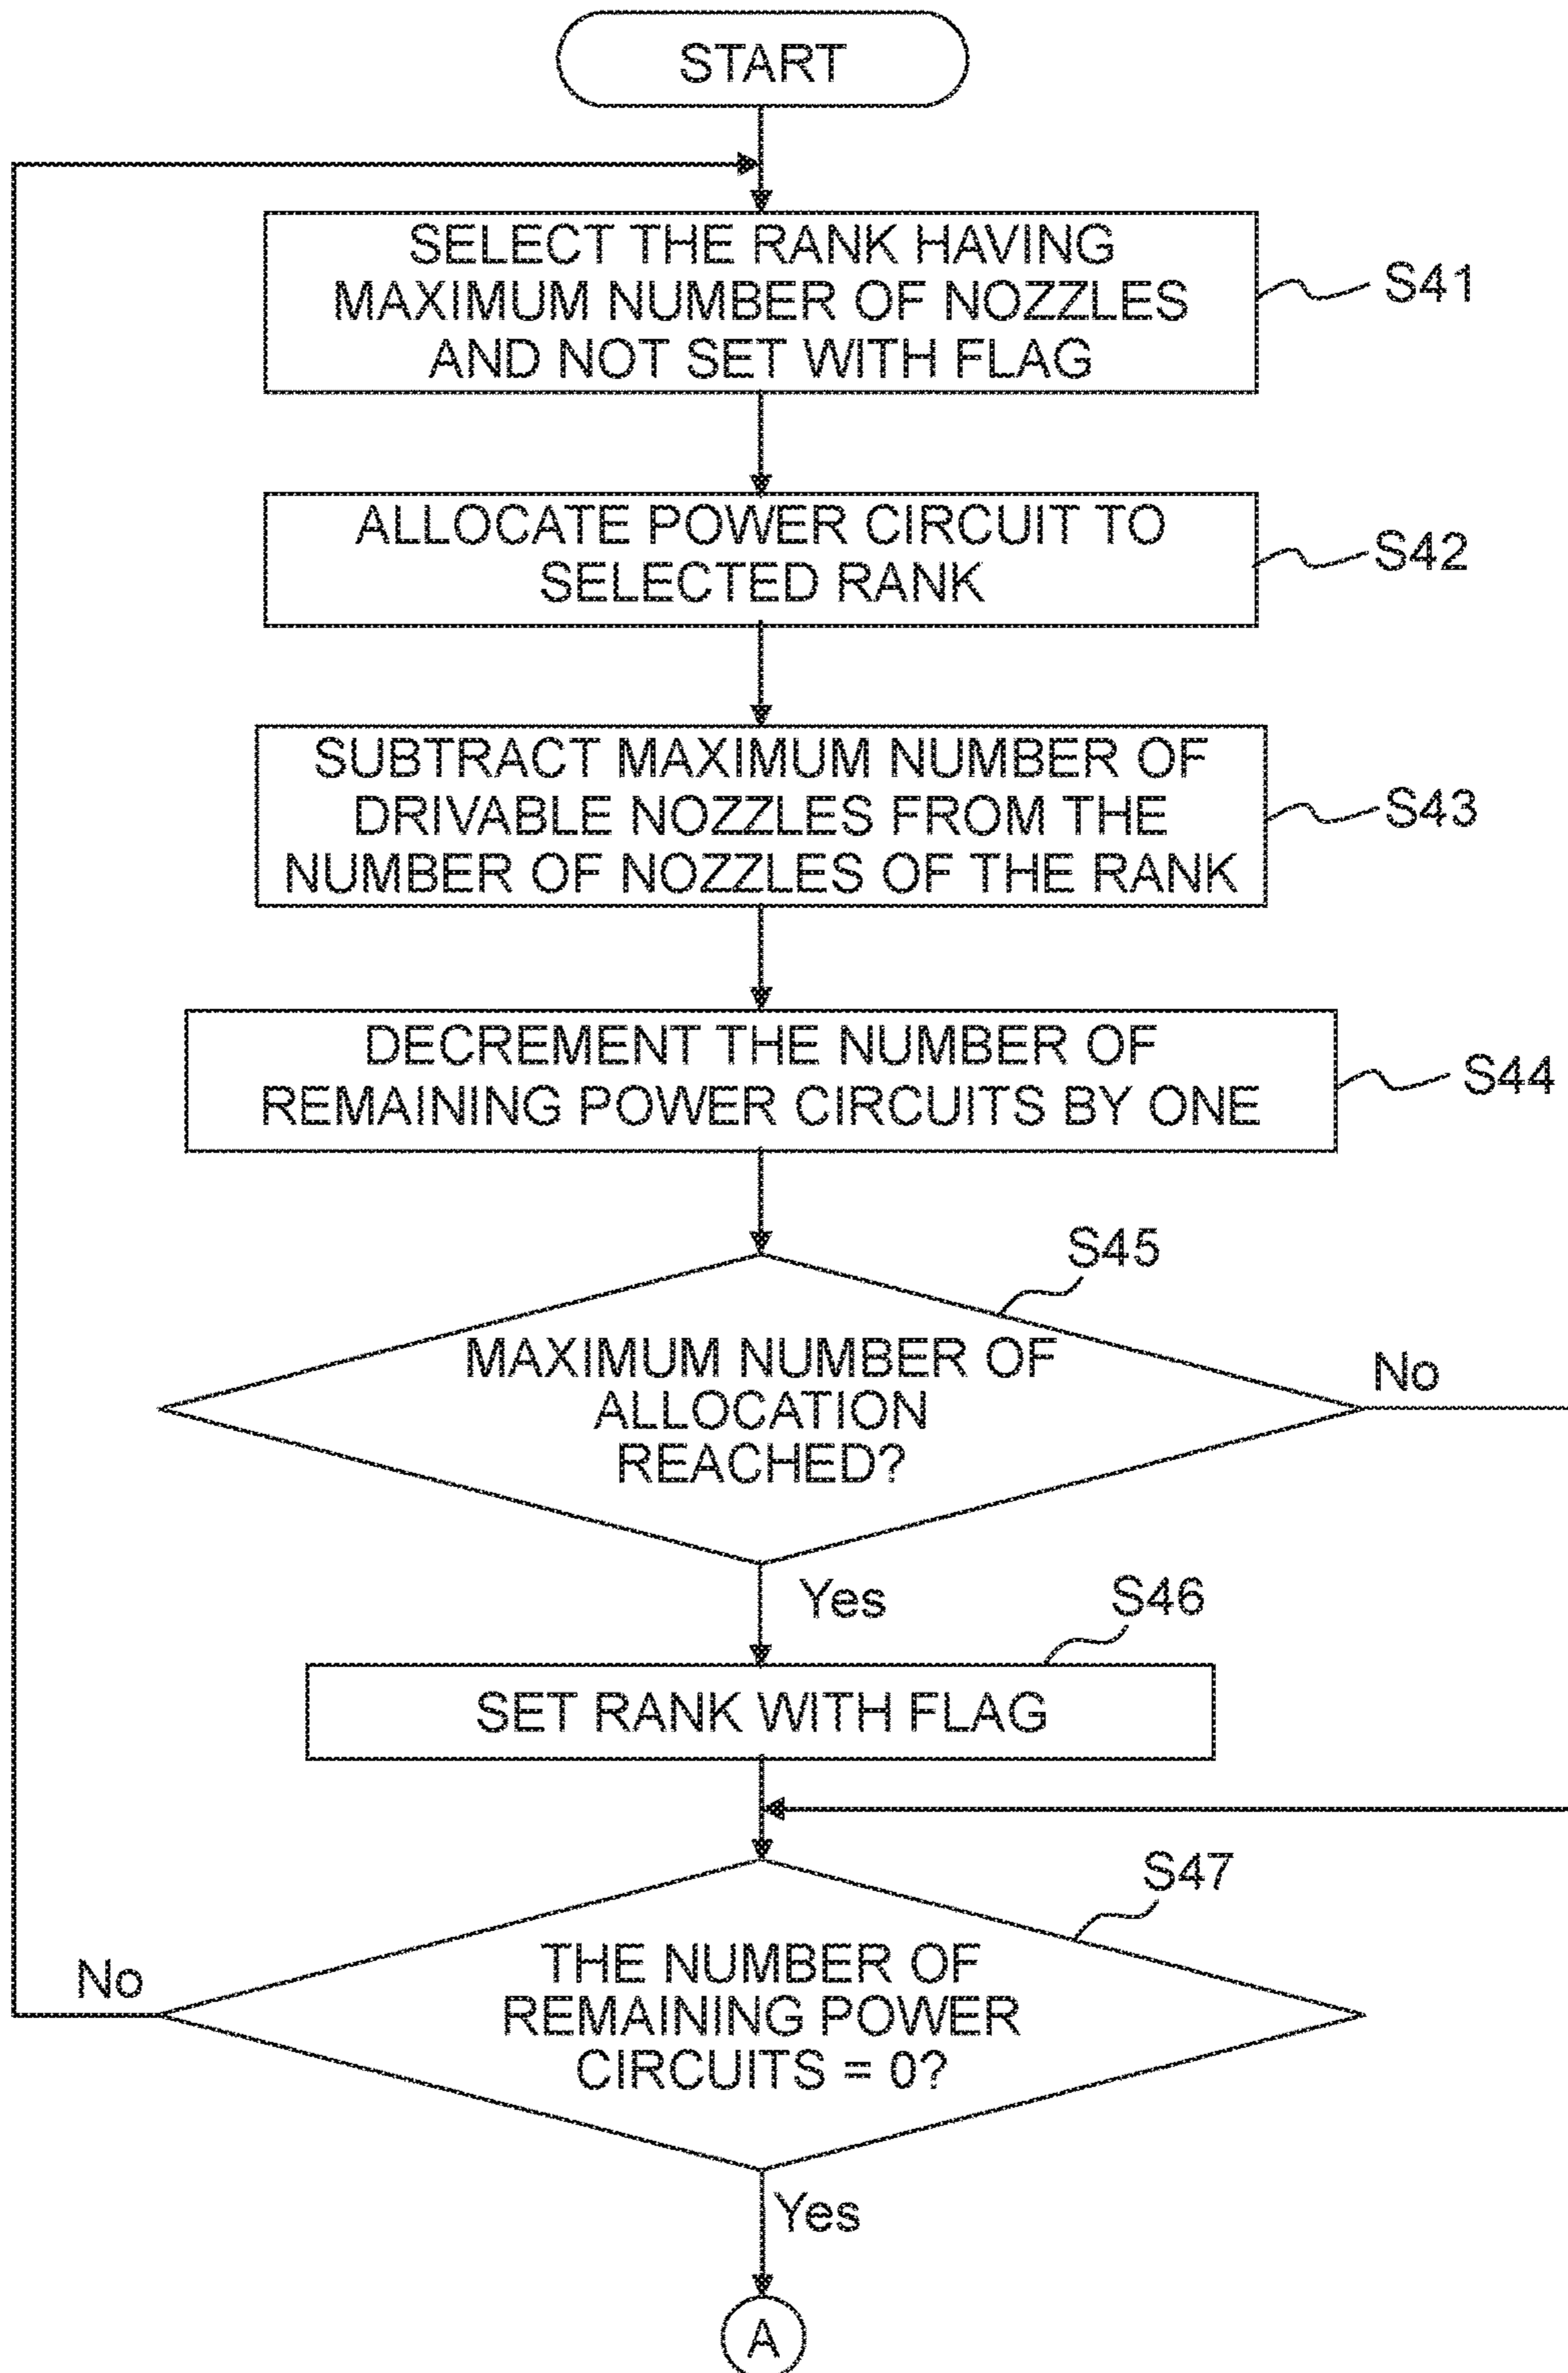 START
SELECT THE RANK HAVING
MAXIMUM NUMBER OF NOZZLES
AND NOT SET WITH FLAG
S41
ALLOCATE POWER CIRCUIT TO
SELECTED RANK
S42
SUBTRACT MAXIMUM NUMBER OF
DRIVABLE NOZZLES FROM THE
NUMBER OF NOZZLES OF THE RANK
S43
DECREMENT THE NUMBER OF
REMAINING POWER CIRCUITS BY ONE
S44
S45
MAXIMUM NUMBER OF
ALLOCATION
REACHED?
No
Yes
S46
SET RANK WITH FLAG
S47
THE NUMBER OF
REMAINING POWER
CIRCUITS = 0?
No
Yes
A